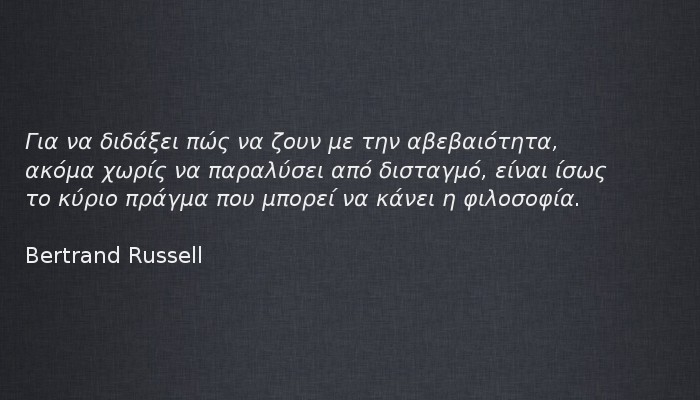 Για να διδάξει πώς να ζουν με την αβεβαιότητα,
ακόμα χωρίς να παραλύσει από δισταγμό, είναι ίσως
το κύριο πράγμα που μπορεί να κάνει η φιλοσοφία.
Bertrand Russell